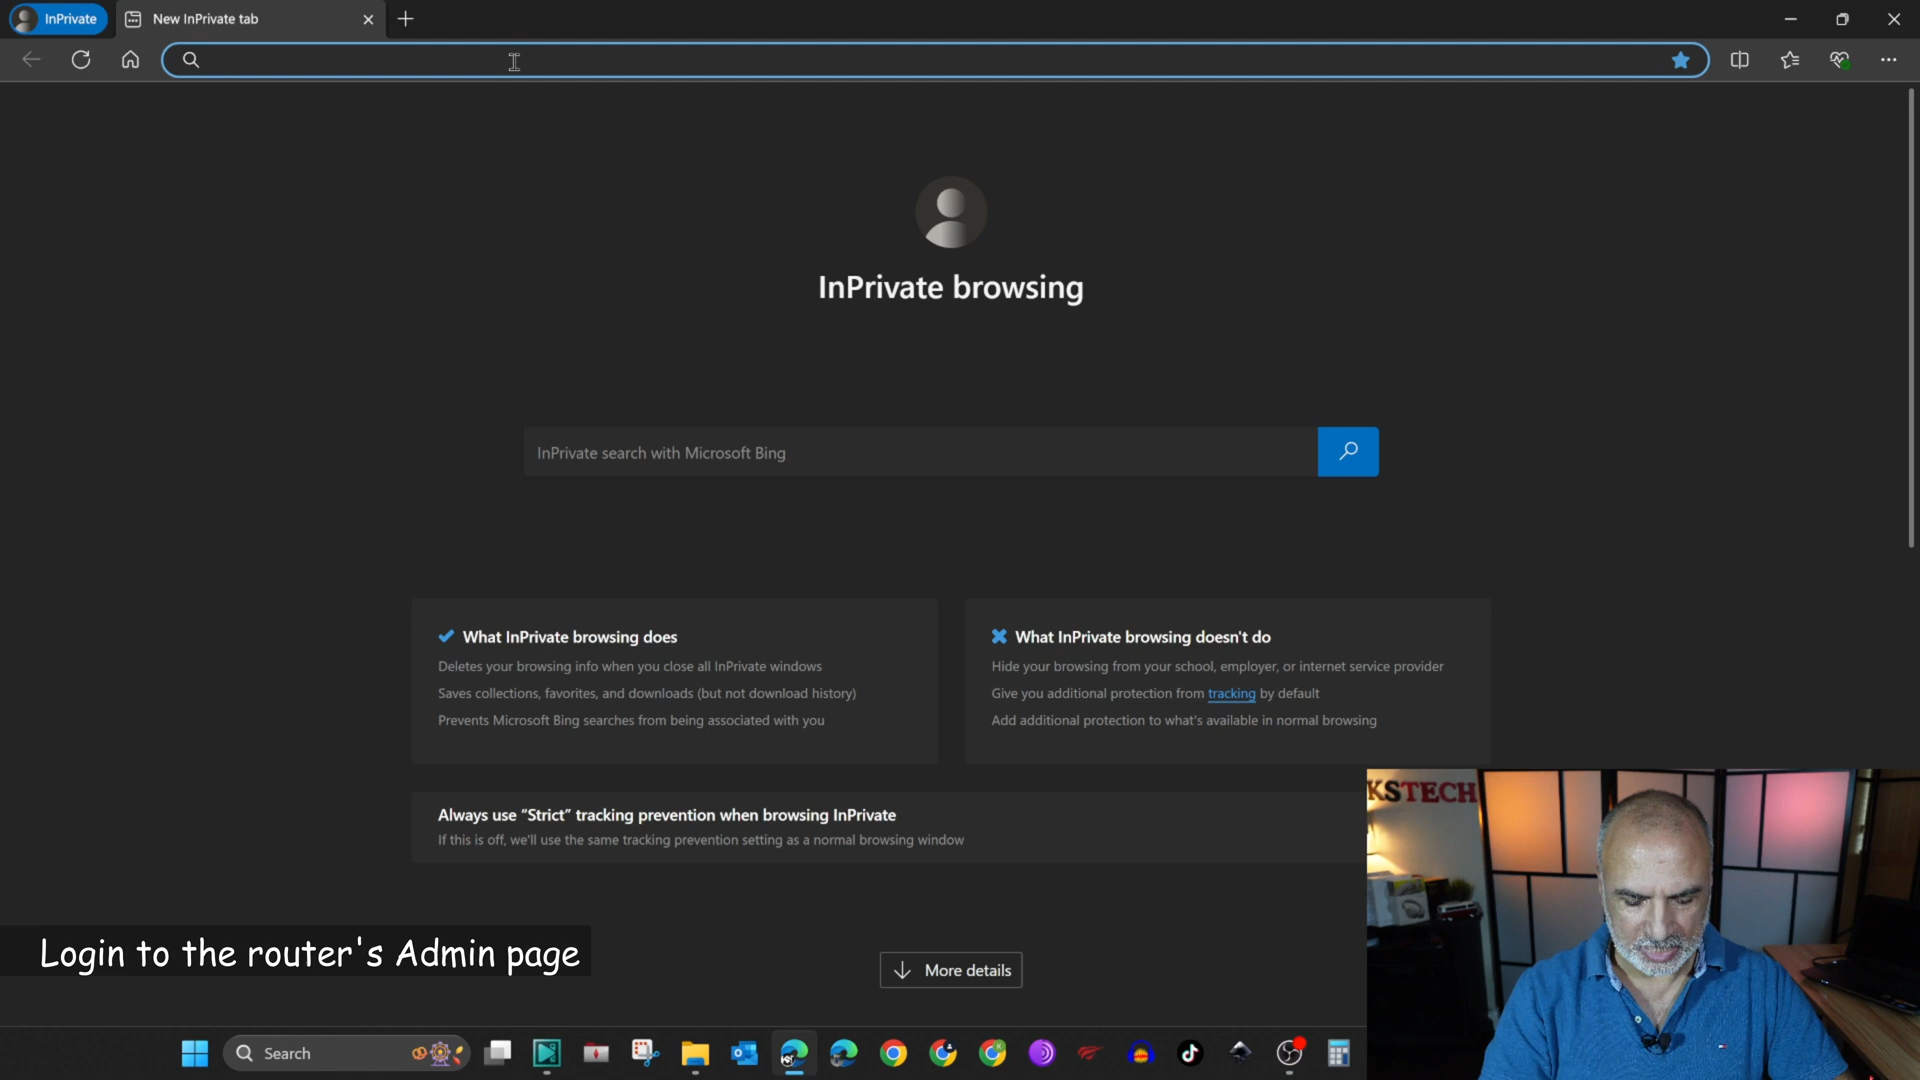 InPrivate
New InPrivate tab
InPrivate browsing
InPrivate search with Microsoft Bing
What InPrivate browsing does
Deletes your browsing info when you close all InPrivate windows
Saves collections, favorites, and downloads (but not download history)
Prevents Microsoft Bing searches from being associated with you
What InPrivate browsing doesn't do
Hide your browsing from your school, employer, or internet service provider
Give you additional protection from tracking by default
Add additional protection to what's available in normal browsing
Always use “Strict” tracking prevention when browsing InPrivate
If this is off, we'll use the same tracking prevention setting as a normal browsing window
KSTECH
Login to the router's Admin page
More details
Search